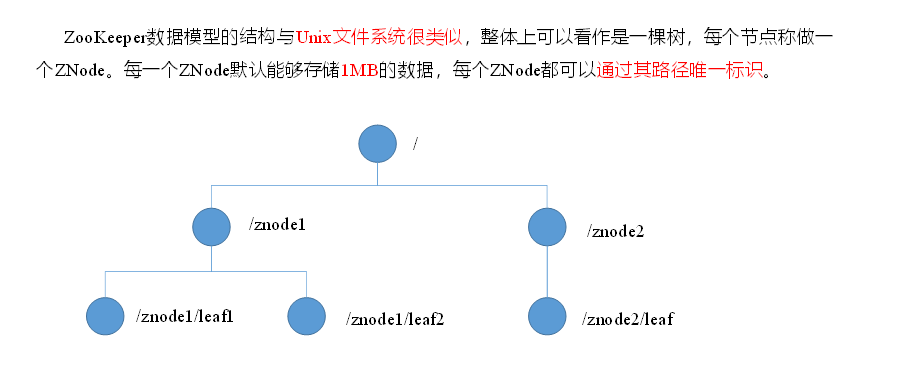 ZooKeeper数据模型的结构与Unix文件系统很类似，整体上可以看作是一棵树，每个节点称做一
个ZNode。每一个ZNode默认能够存储1MB的数据，每个ZNode都可以通过其路径唯一标识。
/
/znode1
/znode2
/znode1/leaf1
/znode1/leaf2
/znode2/leaf